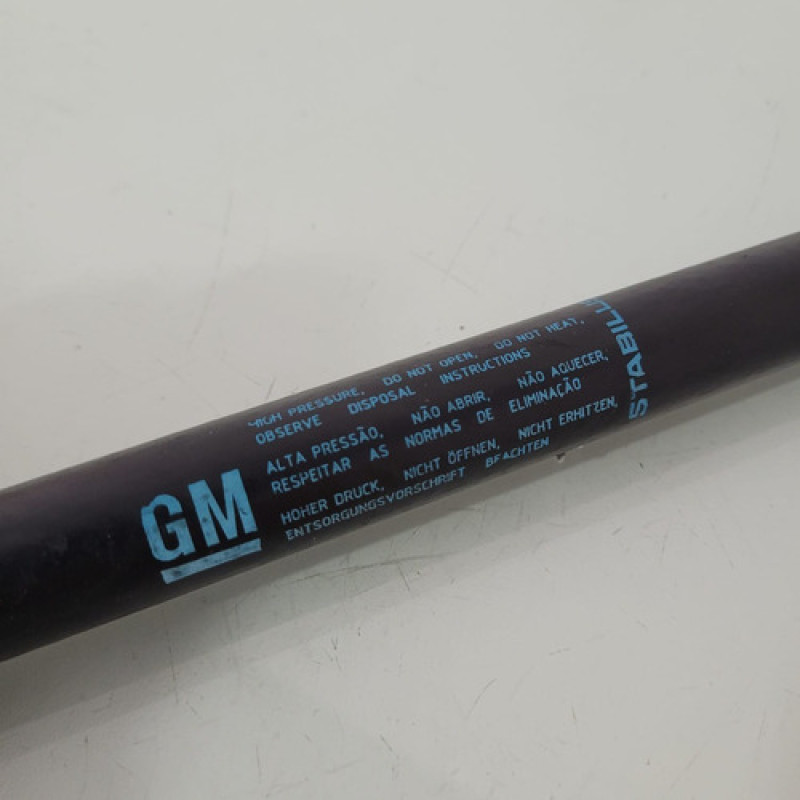 GM
HIGH PRESSURE, DO NOT OPEN, DO NOT HEAT,
OBSERVE DISPOSAL INSTRUCTIONS
ALTA PRESSÃO, NÃO ABRIR, NÃO AQUECER,
RESPEITAR AS NORMAS DE ELIMINAÇÃO
HOHER DRUCK, NICHT ÖFFNEN, NICHT ERHITZEN,
ENTSORGUNGSVORSCHRIFT BEACHTEN
STABILU